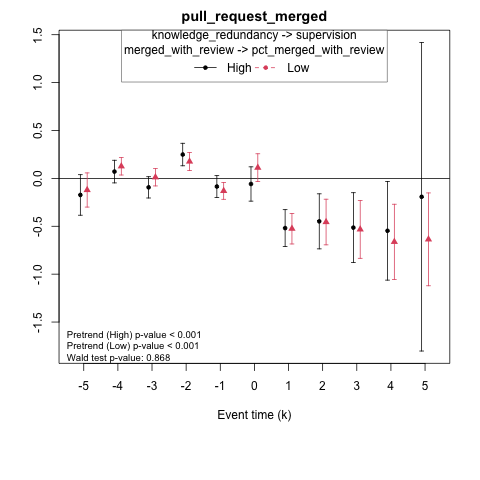 pull_request_merged
knowledge_redundancy -> supervision
merged_with_review -> pct_merged_with_review
High Low
1.5
1.0
0.5
0.0
-0.5
-1.0
-1.5
Pretrend (High) p-value < 0.001
Pretrend (Low) p-value < 0.001
Wald test p-value: 0.868
-5 -4 -3 -2 -1 0 1 2 3 4 5
Event time (k)